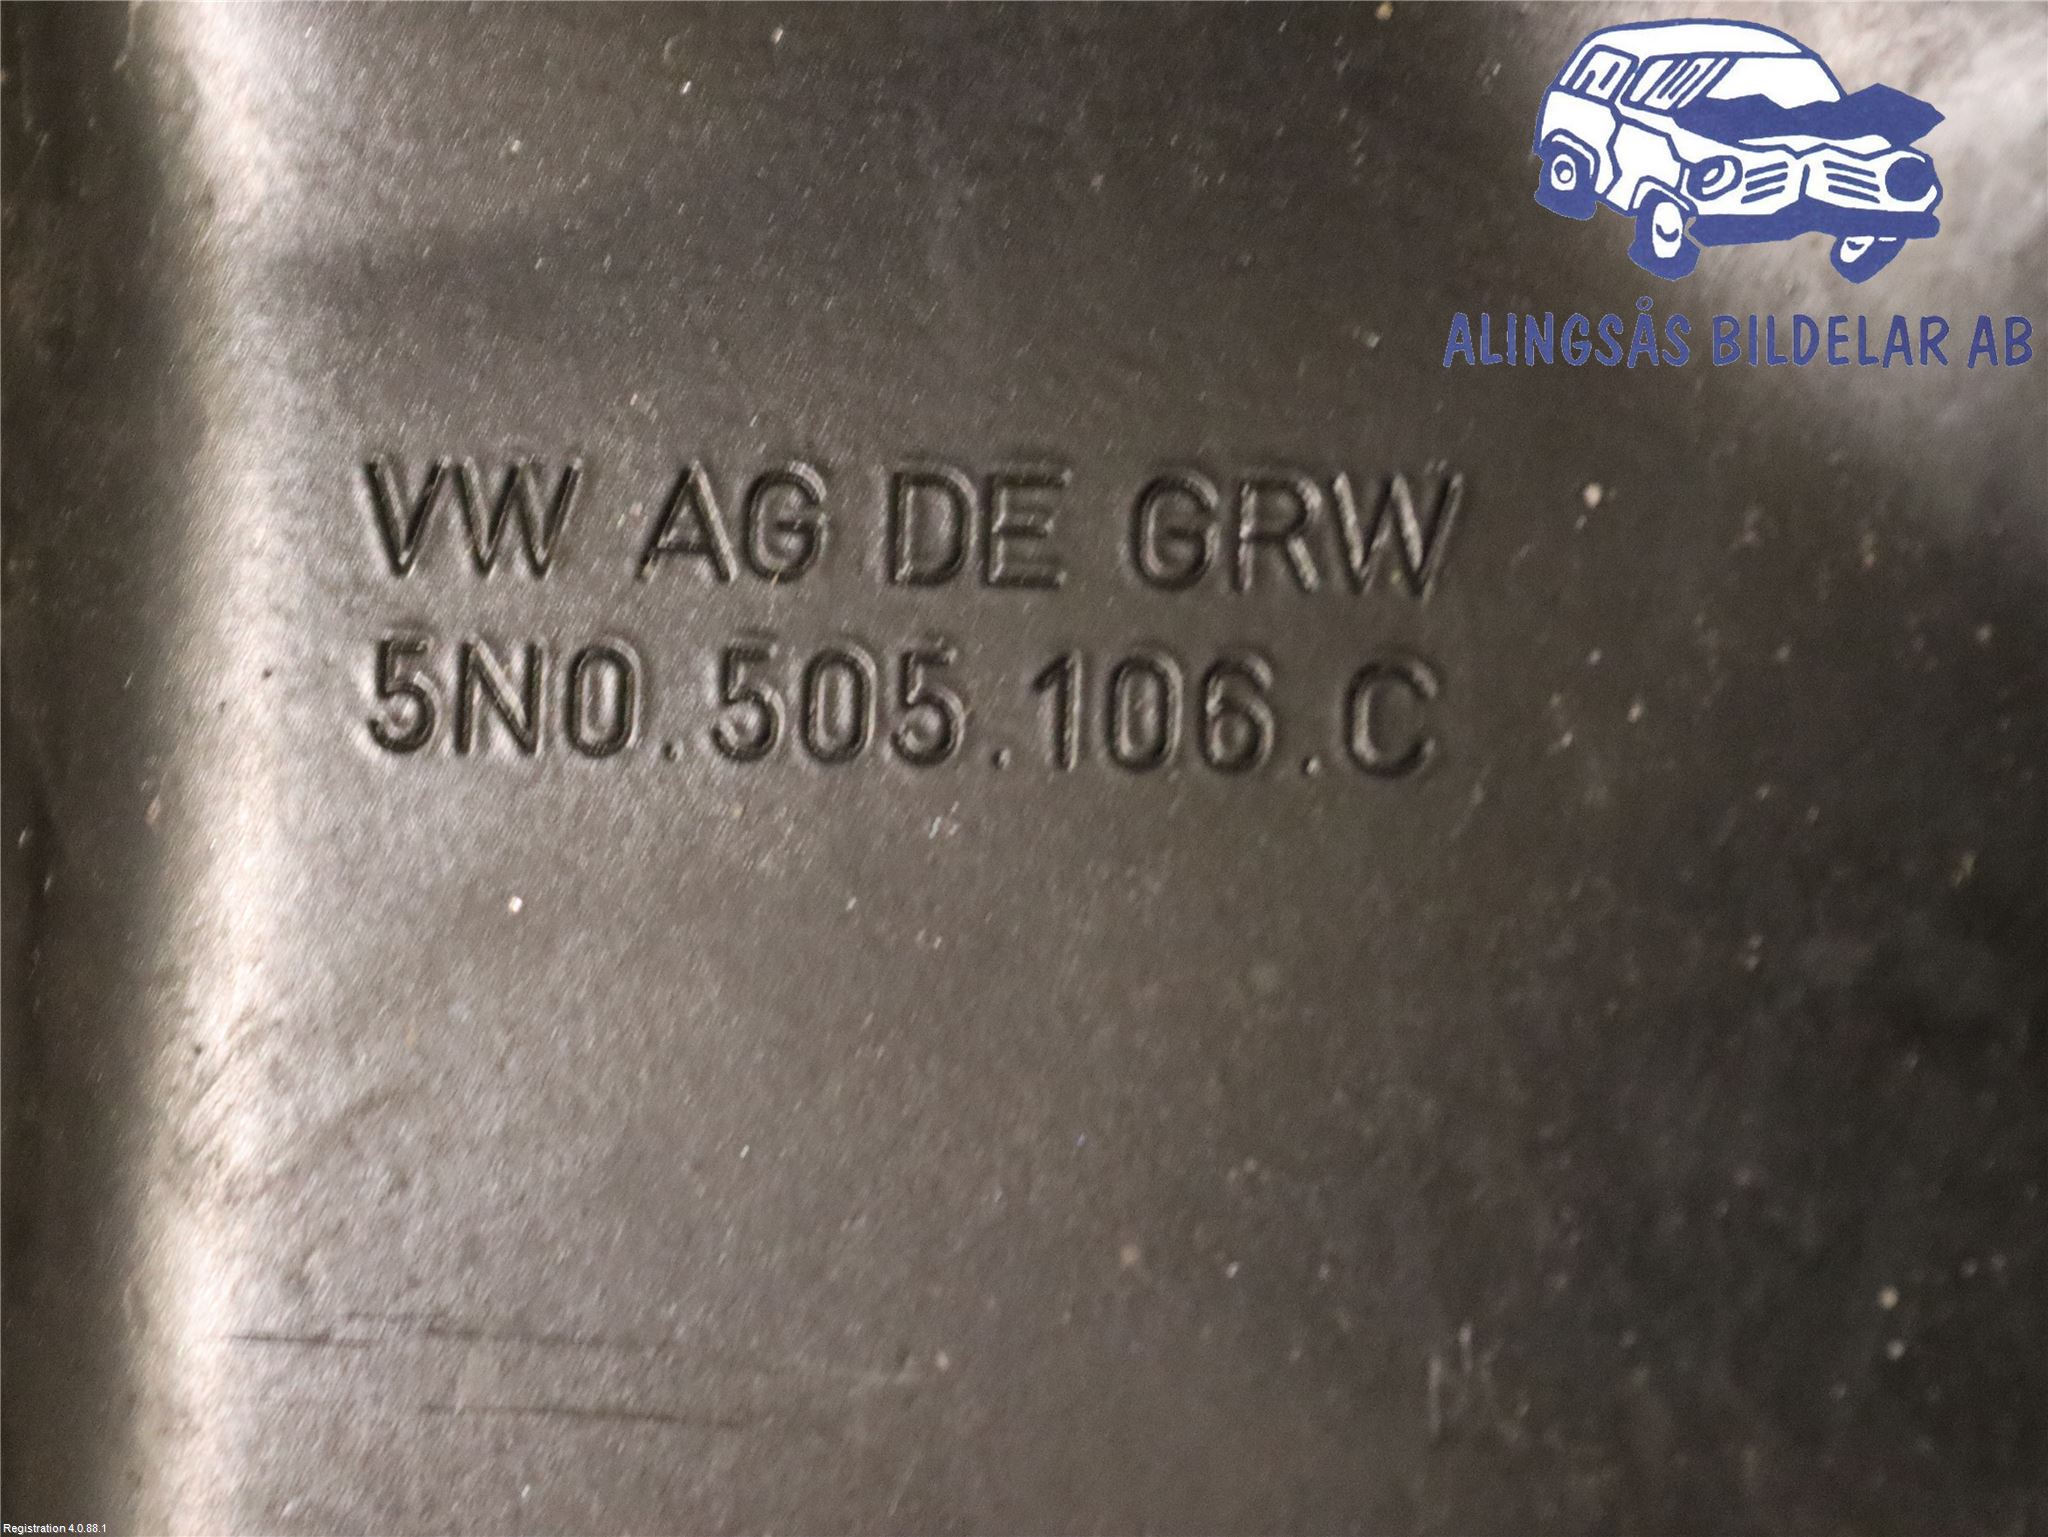 ALINGSÅS BILDELAR AB
VW AG DE GRW
5N0.505.106.C
Registration 4.0.88.1